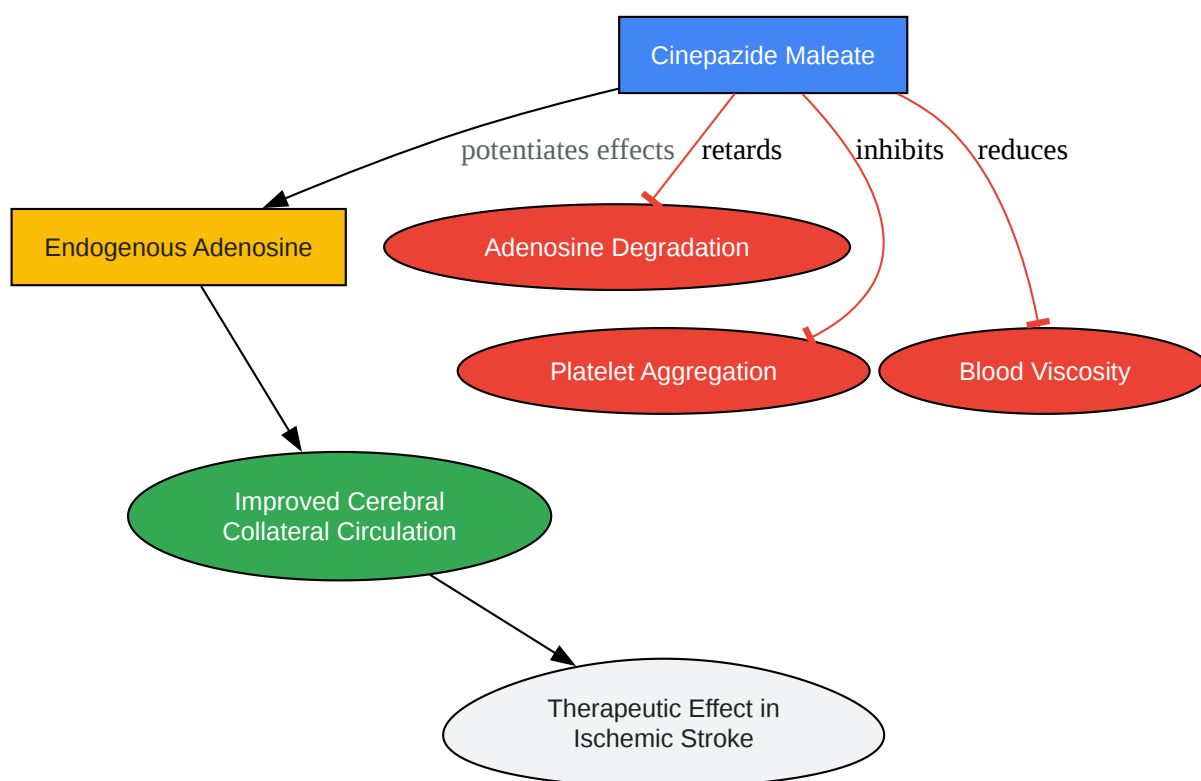 Cinepazide Maleate
potentiates effects
retards
inhibits
reduces
Endogenous Adenosine
Adenosine Degradation
Platelet Aggregation
Blood Viscosity
Improved Cerebral
Collateral Circulation
Therapeutic Effect in
Ischemic Stroke